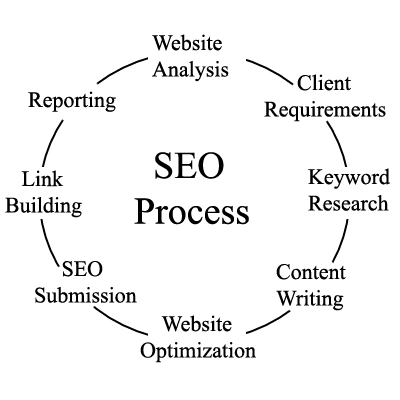 Website
Analysis
Client
Requirements
Keyword
Research
Content
Writing
Website
Optimization
SEO
Submission
Link
Building
Reporting
SEO
Process